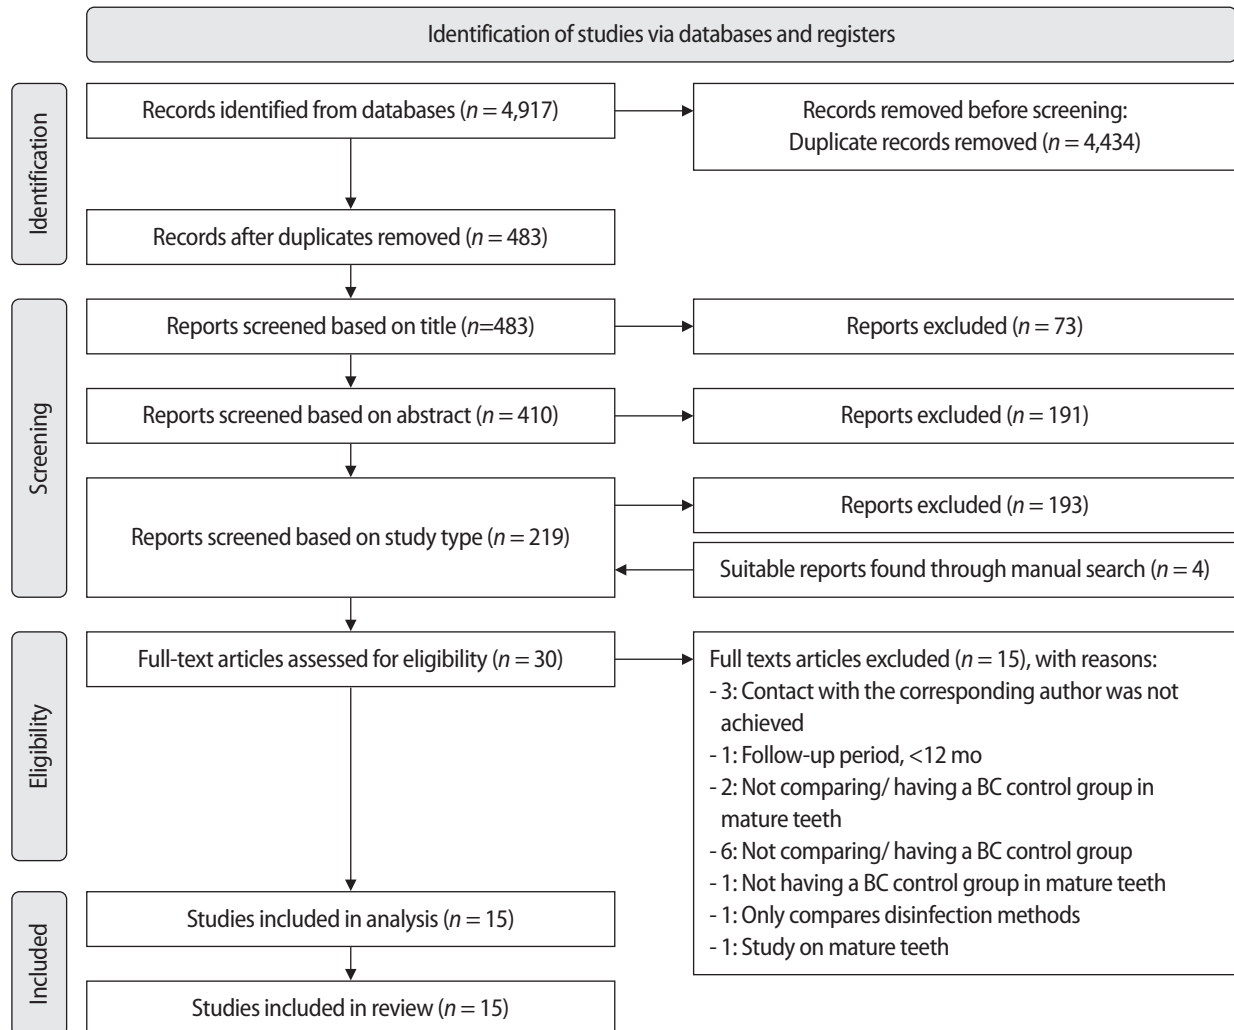 Identification of studies via databases and registers
Identification
Records identified from databases (n = 4,917)
Records removed before screening:
Duplicate records removed (n = 4,434)
Records after duplicates removed (n = 483)
Screening
Reports screened based on title (n=483)
Reports excluded (n = 73)
Reports screened based on abstract (n = 410)
Reports excluded (n = 191)
Reports screened based on study type (n = 219)
Reports excluded (n = 193)
Suitable reports found through manual search (n = 4)
Eligibility
Full-text articles assessed for eligibility (n = 30)
Full texts articles excluded (n = 15), with reasons:
- 3: Contact with the corresponding author was not
achieved
- 1: Follow-up period, <12 mo
- 2: Not comparing/ having a BC control group in
mature teeth
- 6: Not comparing/ having a BC control group
- 1: Not having a BC control group in mature teeth
- 1: Only compares disinfection methods
- 1: Study on mature teeth
Included
Studies included in analysis (n = 15)
Studies included in review (n = 15)